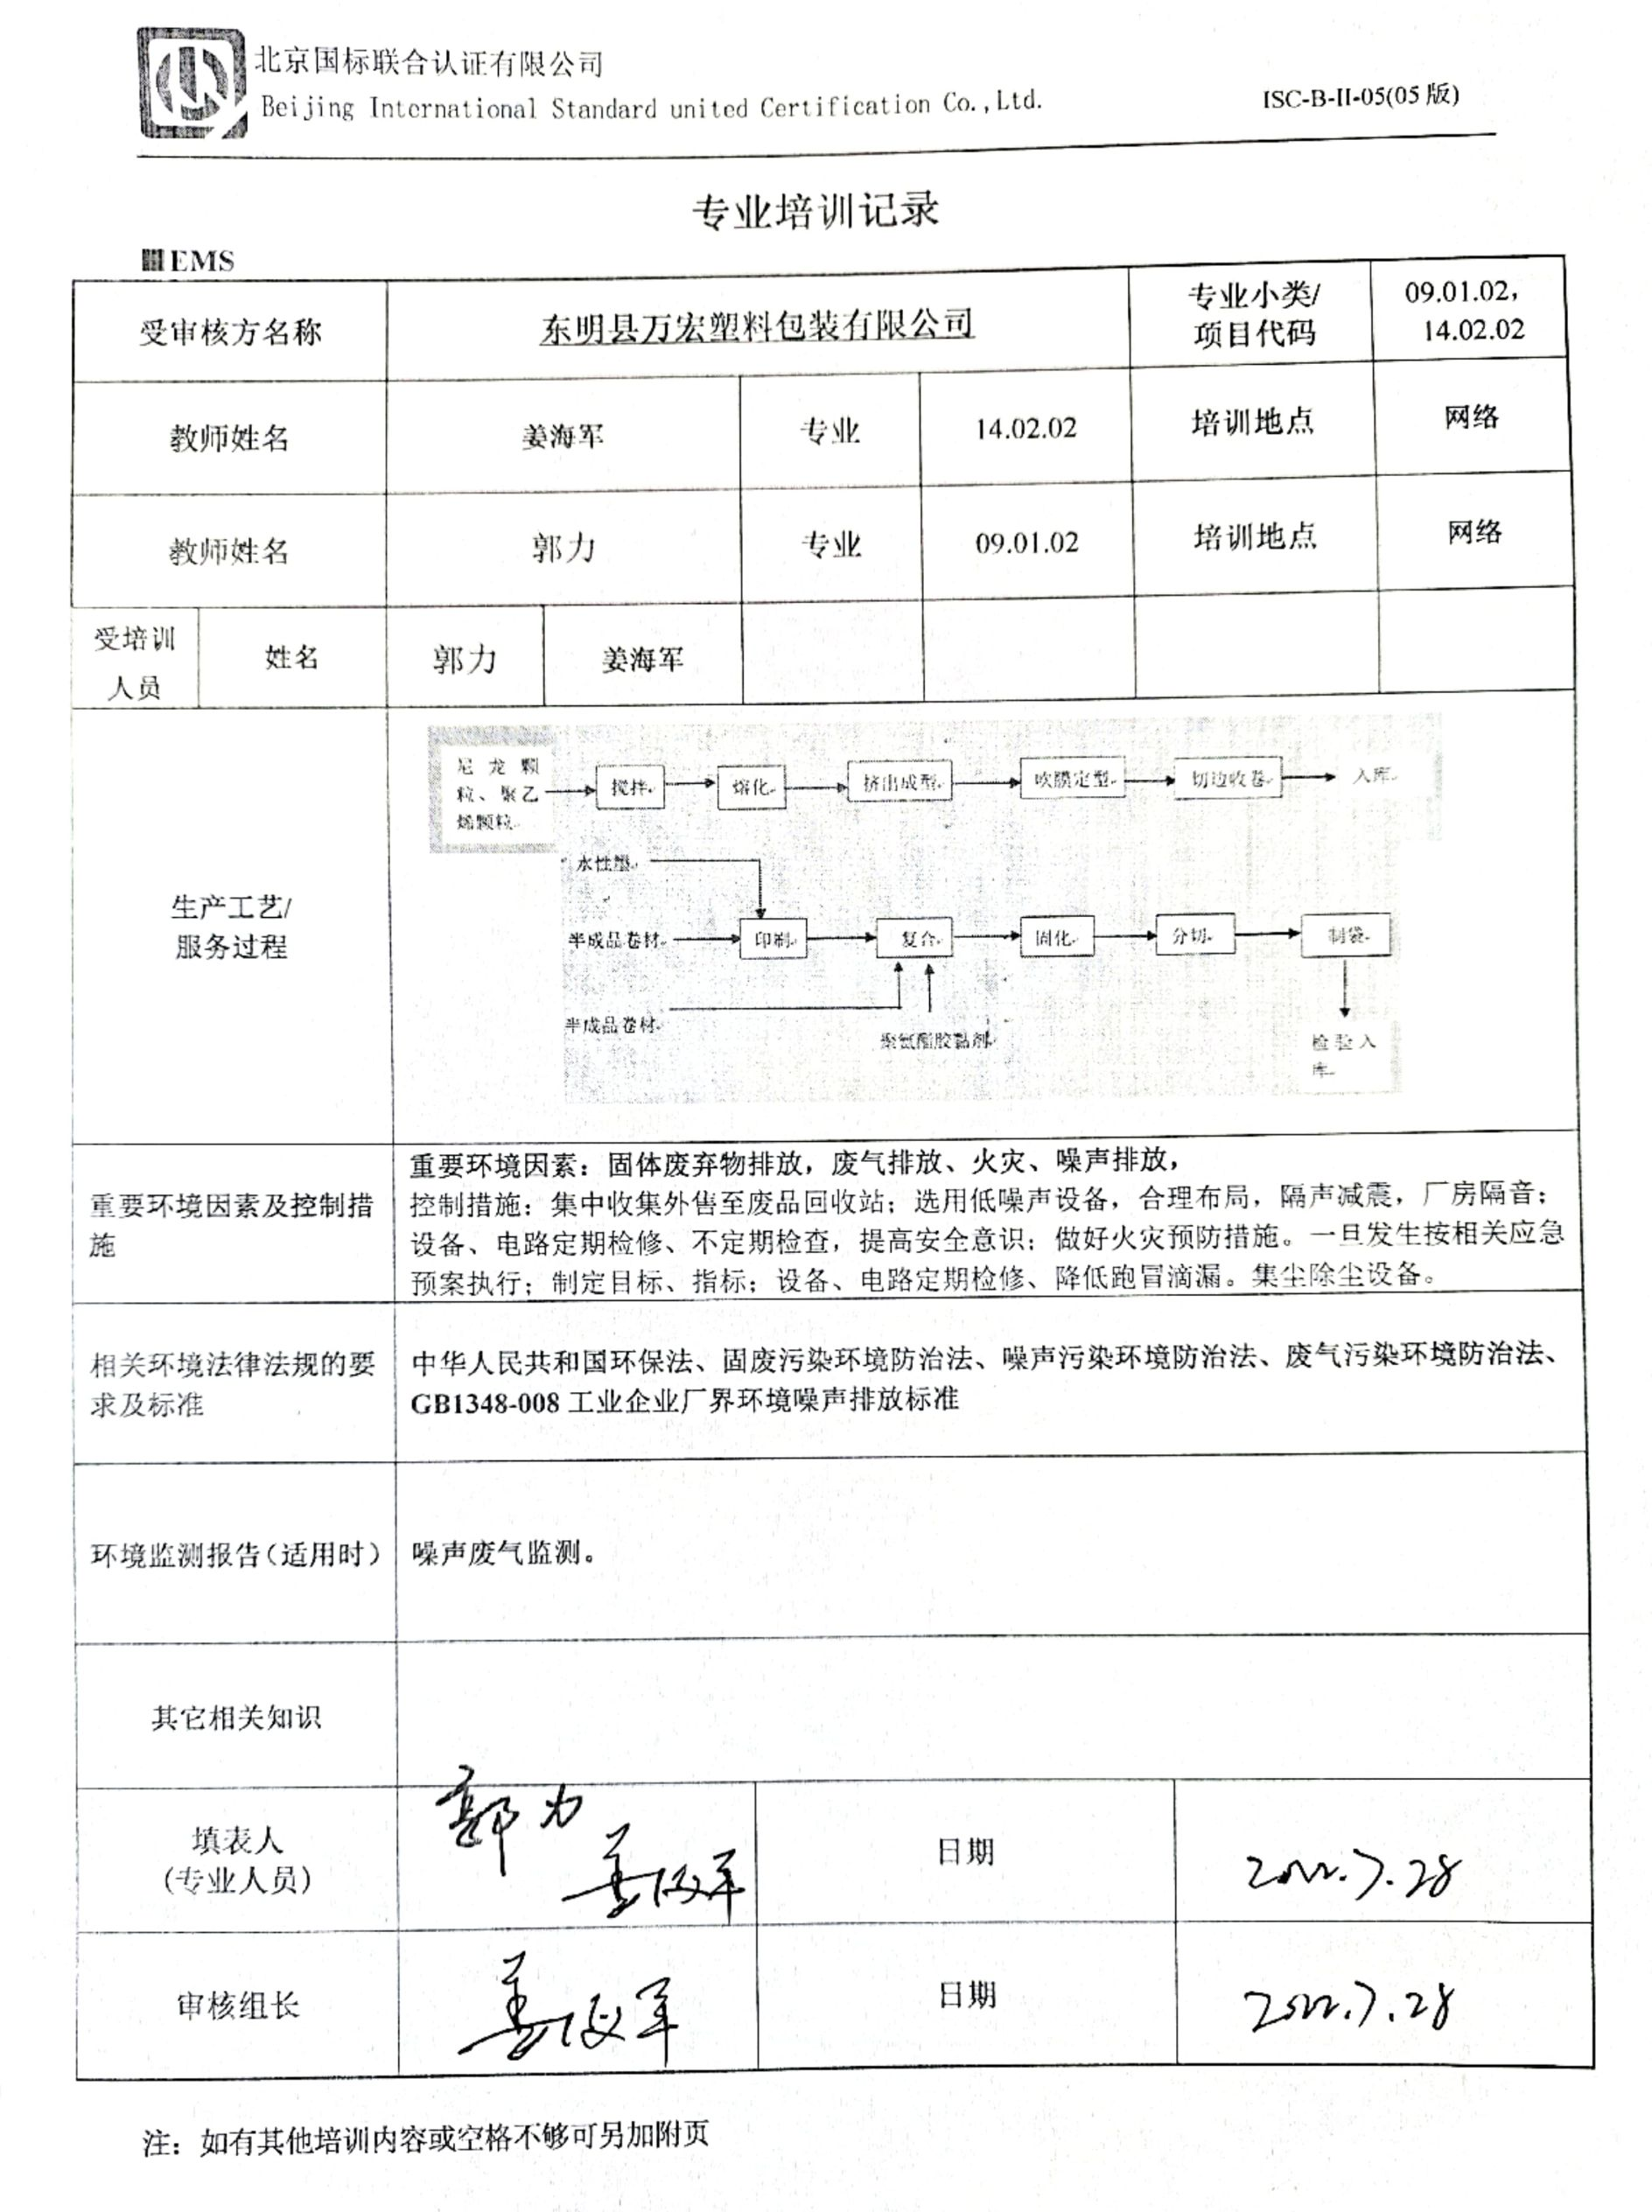 北京国标联合认证有限公司
Beijing International Standard united Certification Co.,Ltd.
ISC-B-II-05(05版)
专业培训记录
EMS
受审核方名称 东明县万宏塑料包装有限公司 专业小类/ 09.01.02,
项目代码 14.02.02
教师姓名 姜海军 专业 14.02.02 培训地点 网络
教师姓名 郭力 专业 09.01.02 培训地点 网络
受培训
人员 姓名 郭力 姜海军
尼龙颗
粒、聚乙
烯颗粒
搅拌 熔化 挤出成型 吹膜定型 切边收卷 入库
水性墨
半成品卷材 印刷 复合 固化 分切 制袋
半成品卷材
聚氨酯胶黏剂
检验入
库
生产工艺/
服务过程
重要环境因素及控制措
施
重要环境因素：固体废弃物排放，废气排放、火灾、噪声排放，
控制措施：集中收集外售至废品回收站；选用低噪声设备，合理布局，隔声减震，厂房隔音；
设备、电路定期检修、不定期检查，提高安全意识；做好火灾预防措施。一旦发生按相关应急
预案执行；制定目标、指标；设备、电路定期检修、降低跑冒滴漏。集尘除尘设备。
相关环境法律法规的要
求及标准
中华人民共和国环保法、固废污染环境防治法、噪声污染环境防治法、废气污染环境防治法、
GB1348-008 工业企业厂界环境噪声排放标准
环境监测报告（适用时） 噪声废气监测。
其它相关知识
填表人
(专业人员)
郭力
姜海军
日期 2022.7.28
审核组长 姜海军 日期 2022.7.28
注：如有其他培训内容或空格不够可另加附页